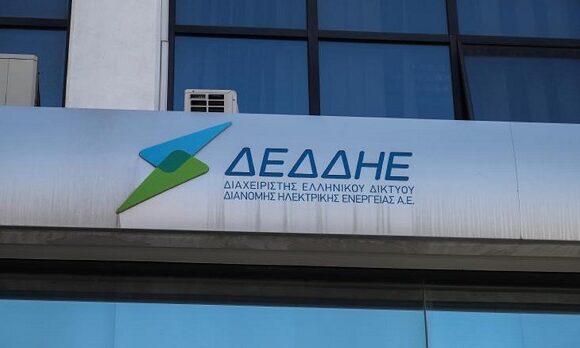 ΔΕΔΔΗΕ
ΔΙΑΧΕΙΡΙΣΤΗΣ ΕΛΛΗΝΙΚΟΥ ΔΙΚΤΥΟΥ
ΔΙΑΝΟΜΗΣ ΗΛΕΚΤΡΙΚΗΣ ΕΝΕΡΓΕΙΑΣ Α.Ε.